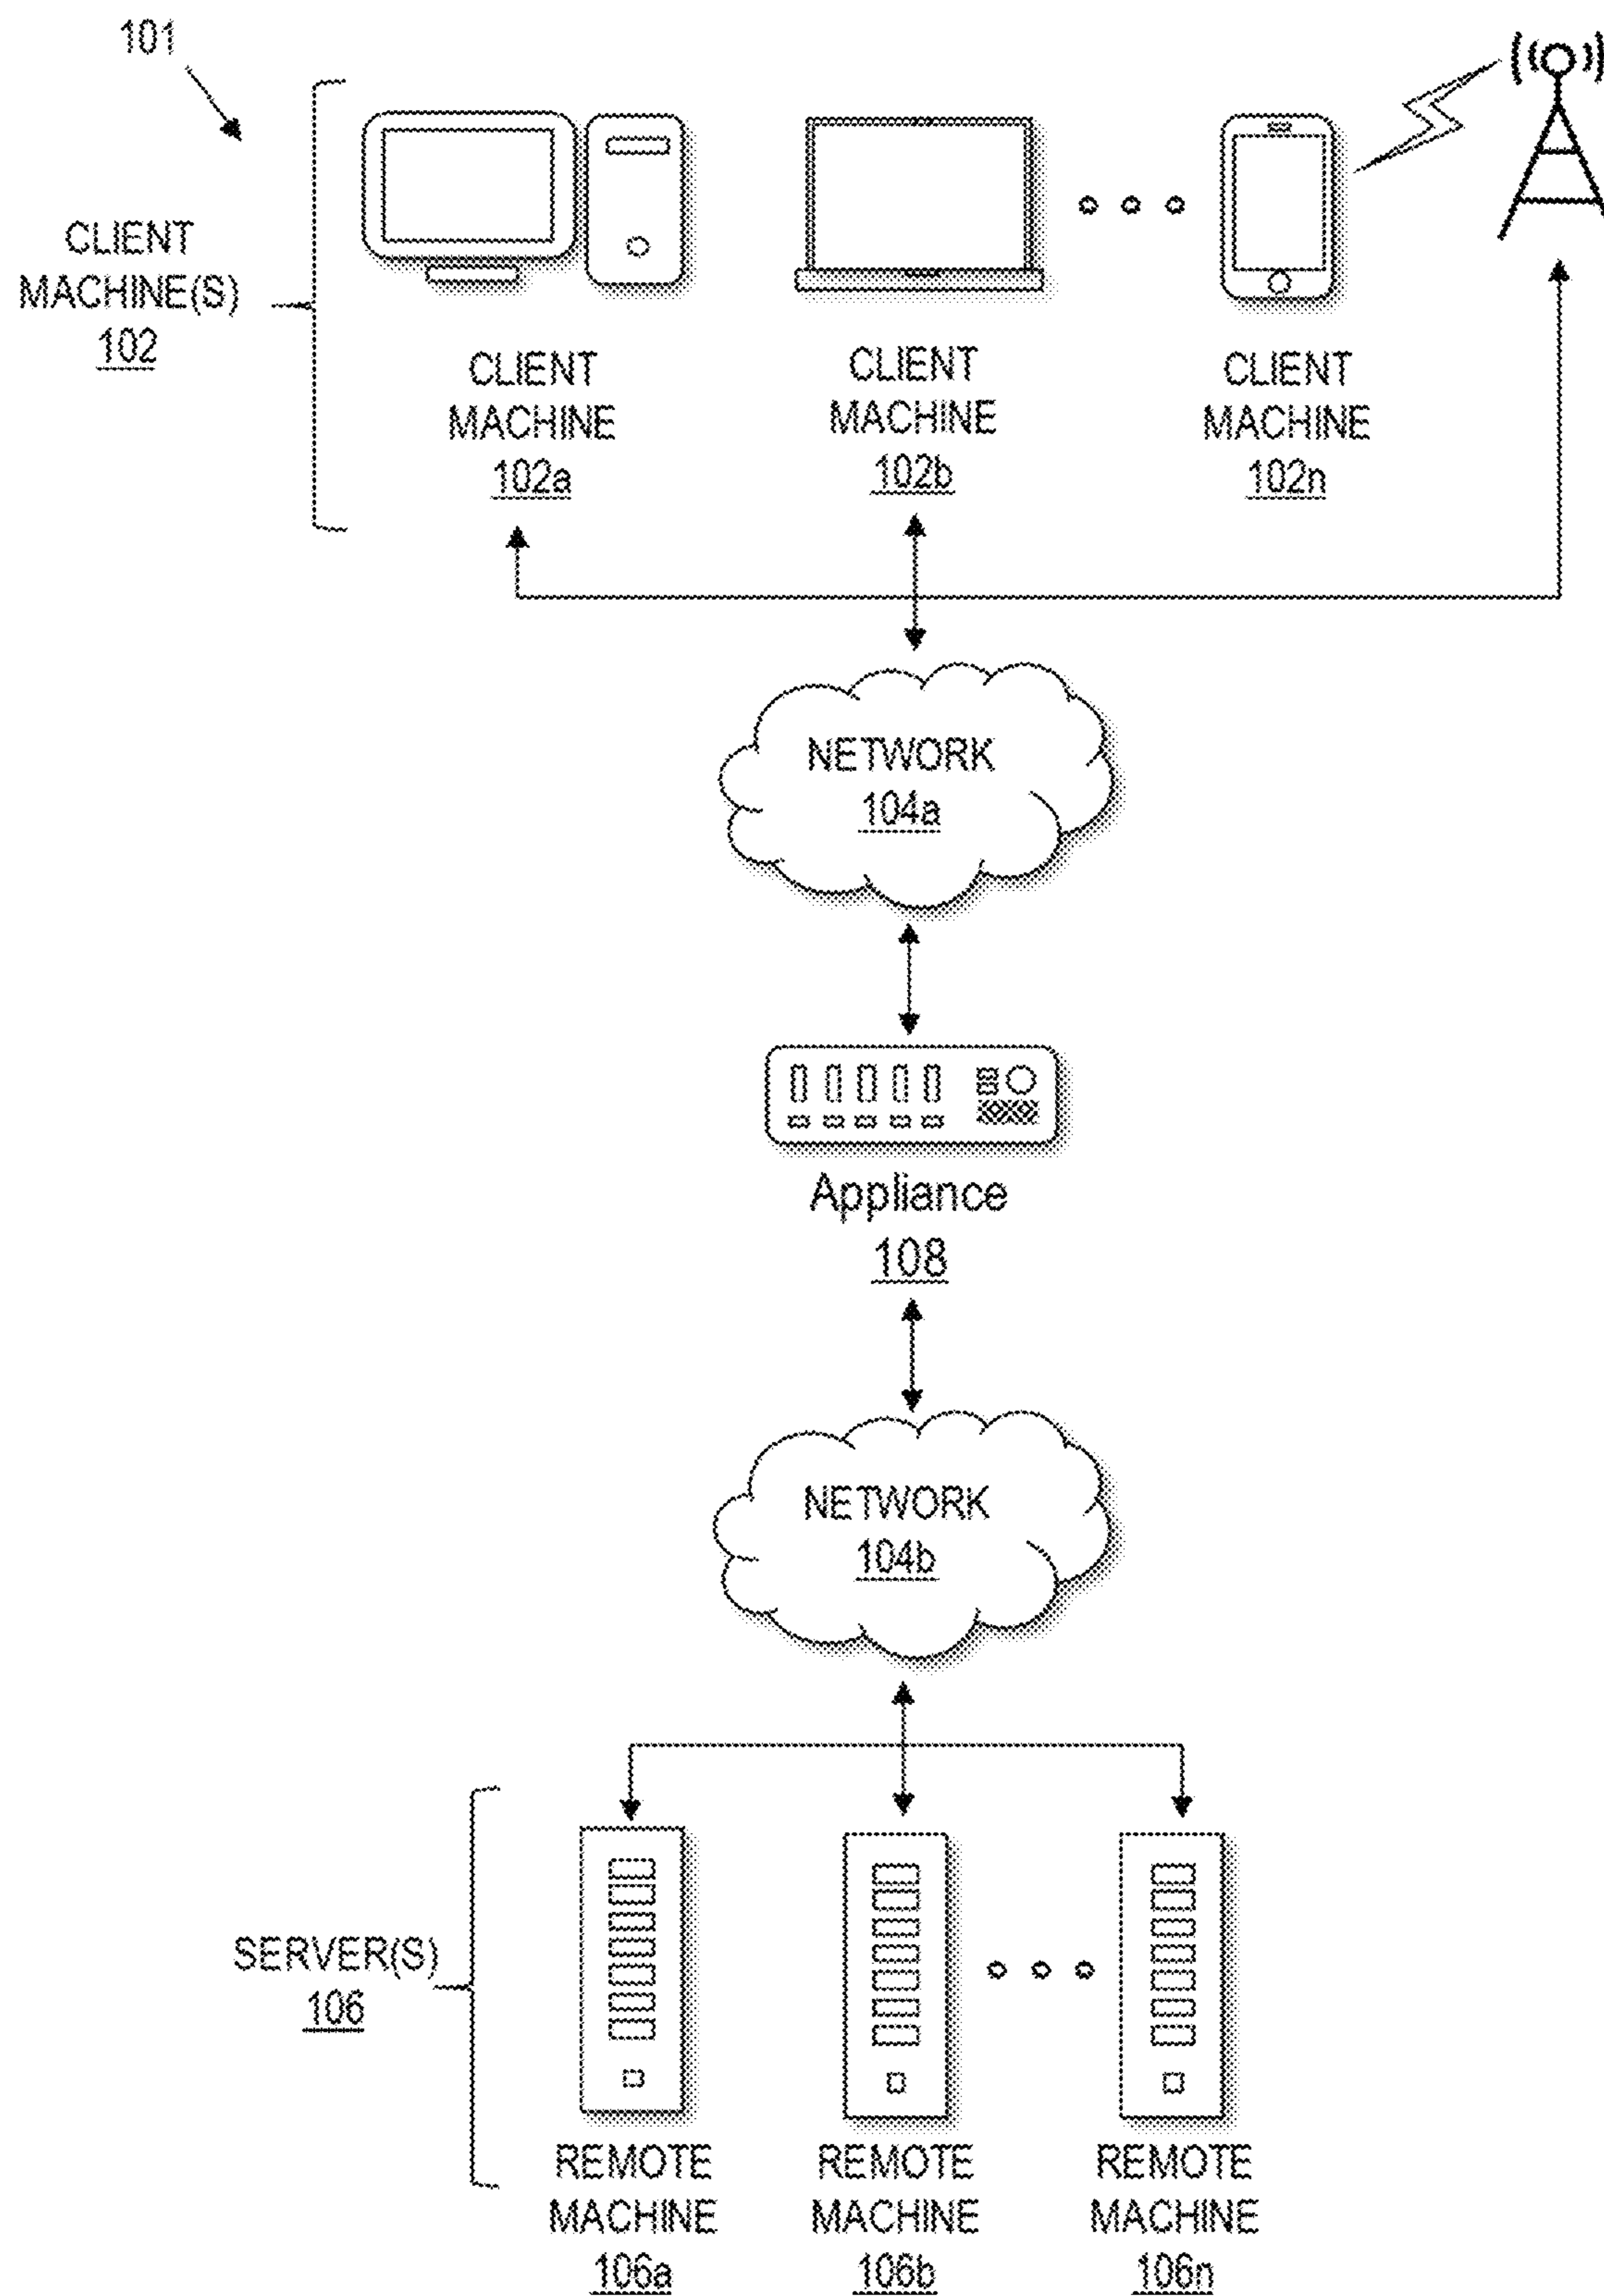 101
CLIENT
MACHINE(S)
102
CLIENT
MACHINE
102a
CLIENT
MACHINE
102b
CLIENT
MACHINE
102n
NETWORK
104a
Appliance
108
NETWORK
104b
SERVER(S)
106
REMOTE
MACHINE
106a
REMOTE
MACHINE
106b
REMOTE
MACHINE
106n